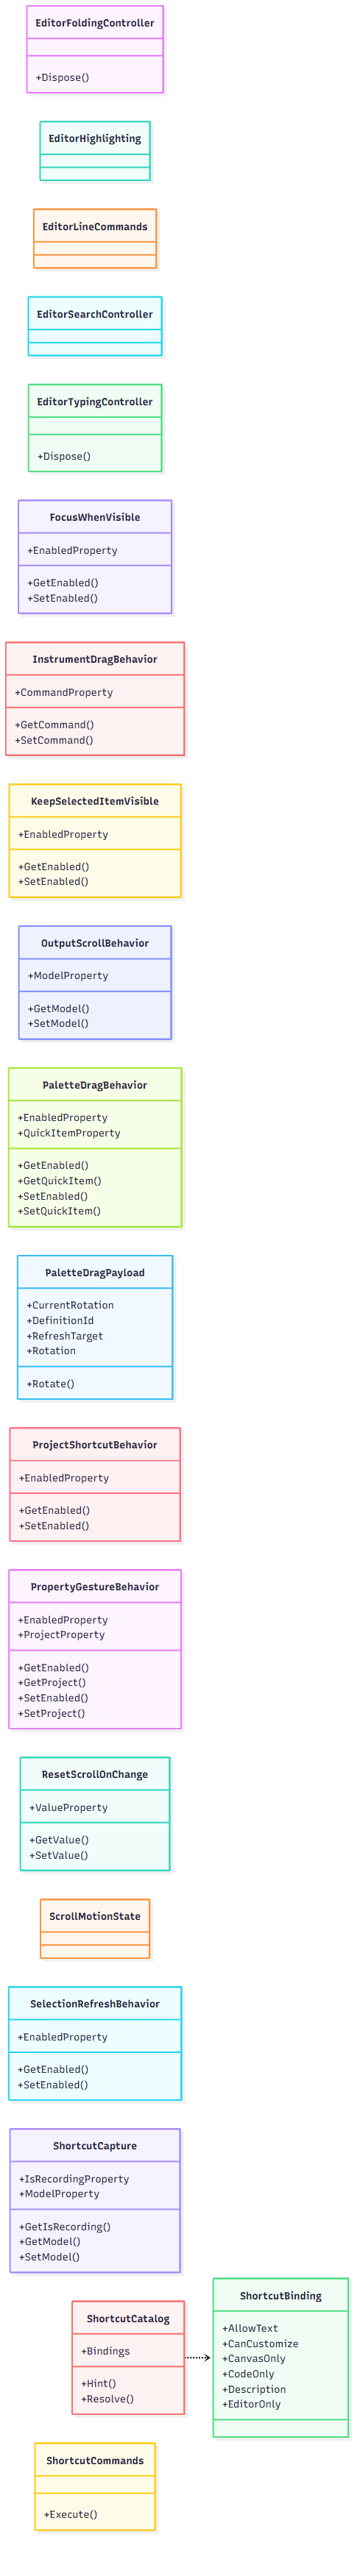 EditorFoldingController
+Dispose()
EditorHighlighting
EditorLineCommands
EditorSearchController
EditorTypingController
+Dispose()
FocusWhenVisible
+EnabledProperty
+GetEnabled()
+SetEnabled()
InstrumentDragBehavior
+CommandProperty
+GetCommand()
+SetCommand()
KeepSelectedItemVisible
+EnabledProperty
+GetEnabled()
+SetEnabled()
OutputScrollBehavior
+ModelProperty
+GetModel()
+SetModel()
PaletteDragBehavior
+EnabledProperty
+QuickItemProperty
+GetEnabled()
+GetQuickItem()
+SetEnabled()
+SetQuickItem()
PaletteDragPayload
+CurrentRotation
+DefinitionId
+RefreshTarget
+Rotation
+Rotate()
ProjectShortcutBehavior
+EnabledProperty
+GetEnabled()
+SetEnabled()
PropertyGestureBehavior
+EnabledProperty
+ProjectProperty
+GetEnabled()
+GetProject()
+SetEnabled()
+SetProject()
ResetScrollOnChange
+ValueProperty
+GetValue()
+SetValue()
ScrollMotionState
SelectionRefreshBehavior
+EnabledProperty
+GetEnabled()
+SetEnabled()
ShortcutCapture
+IsRecordingProperty
+ModelProperty
+GetIsRecording()
+GetModel()
+SetModel()
ShortcutCatalog
+Bindings
+Hint()
+Resolve()
ShortcutBinding
+AllowText
+CanCustomize
+CanvasOnly
+CodeOnly
+Description
+EditorOnly
ShortcutCommands
+Execute()